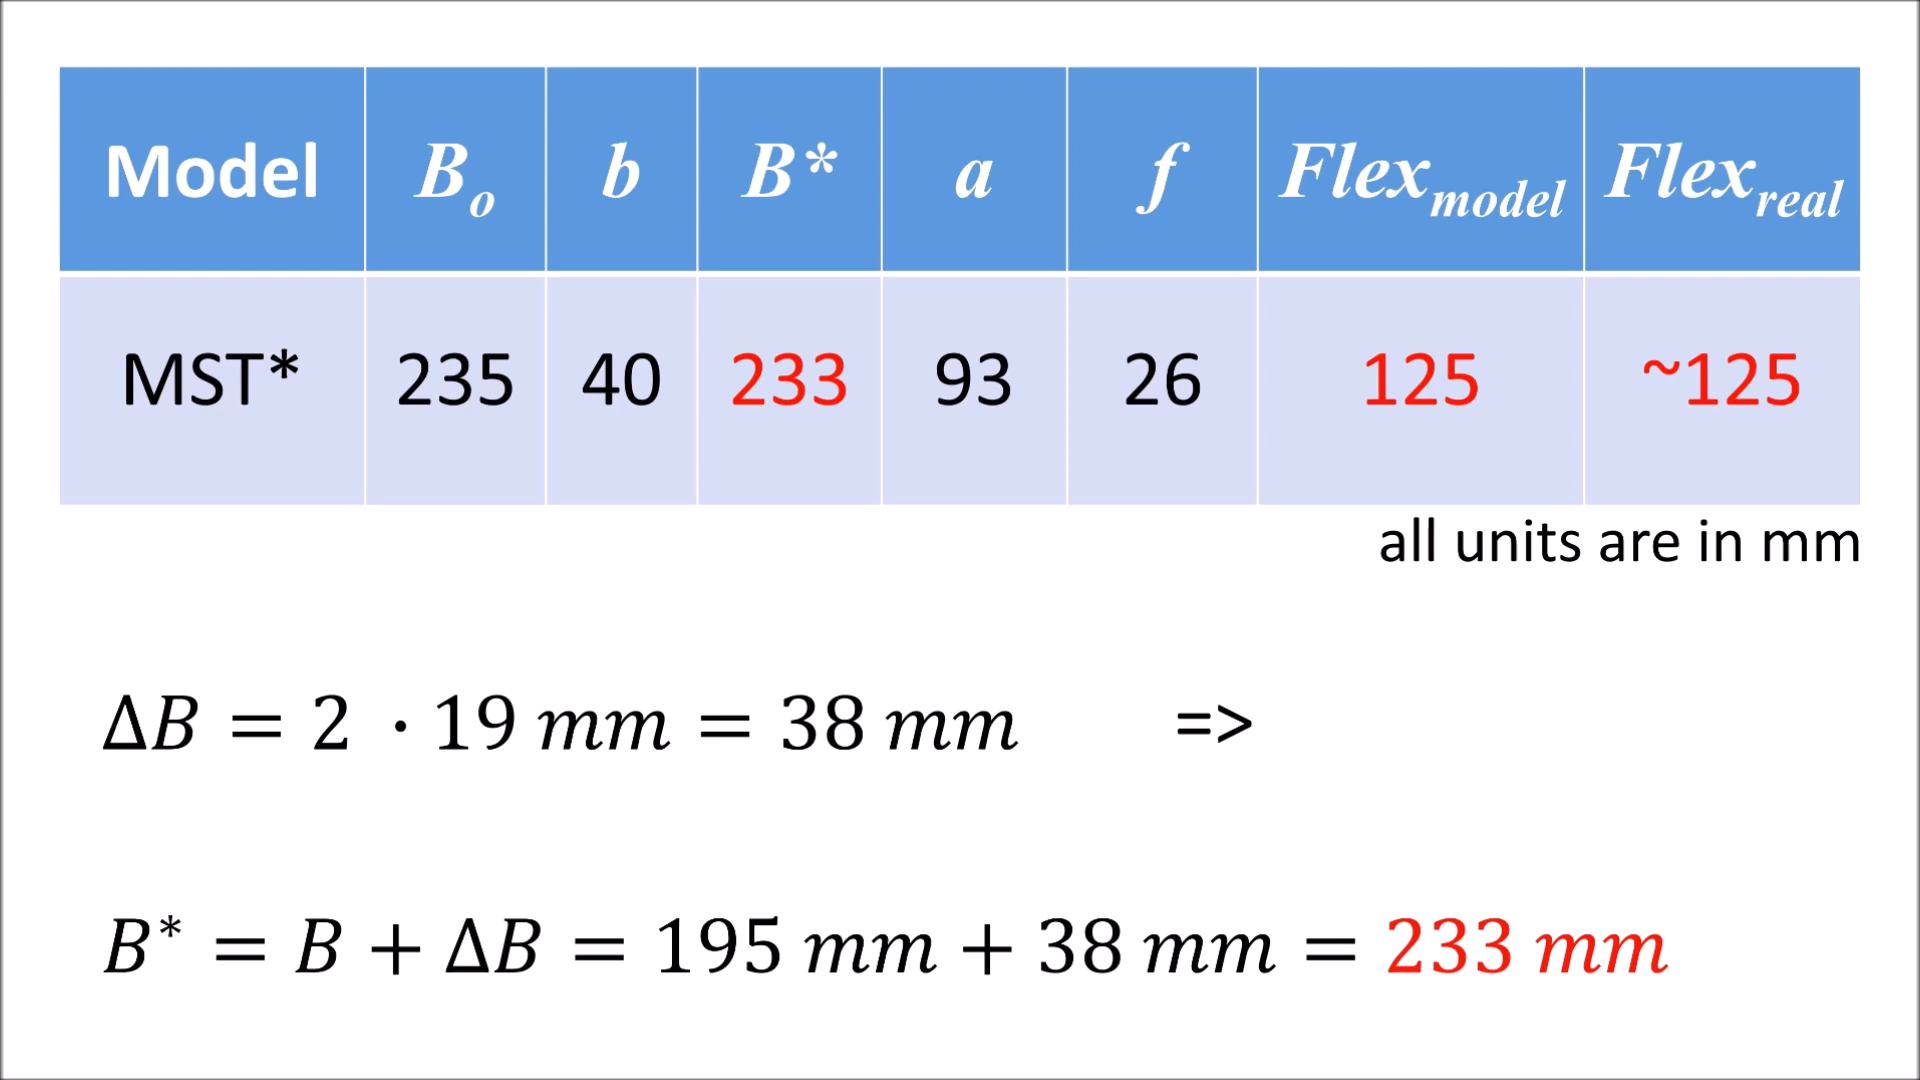 Model B₀ b B* a f Flex_model Flex_real
MST* 235 40 233 93 26 125 ~125
all units are in mm
ΔB = 2 · 19 mm = 38 mm =>
B* = B + ΔB = 195 mm + 38 mm = 233 mm